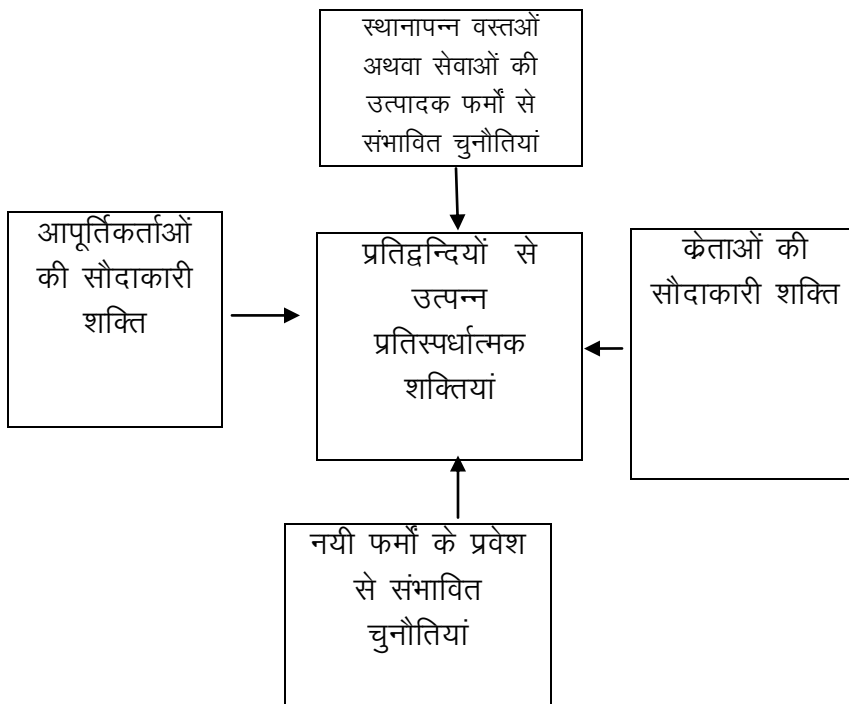 स्थानापन्न वस्तओं
अथवा सेवाओं की
उत्पादक फर्मों से
संभावित चुनौतियां
आपूर्तिकर्ताओं
की सौदाकारी
शक्ति
प्रतिद्वन्दियों से
उत्पन्न
प्रतिस्पर्धात्मक
शक्तियां
क्रेताओं की
सौदाकारी शक्ति
नयी फर्मों के प्रवेश
से संभावित
चुनौतियां